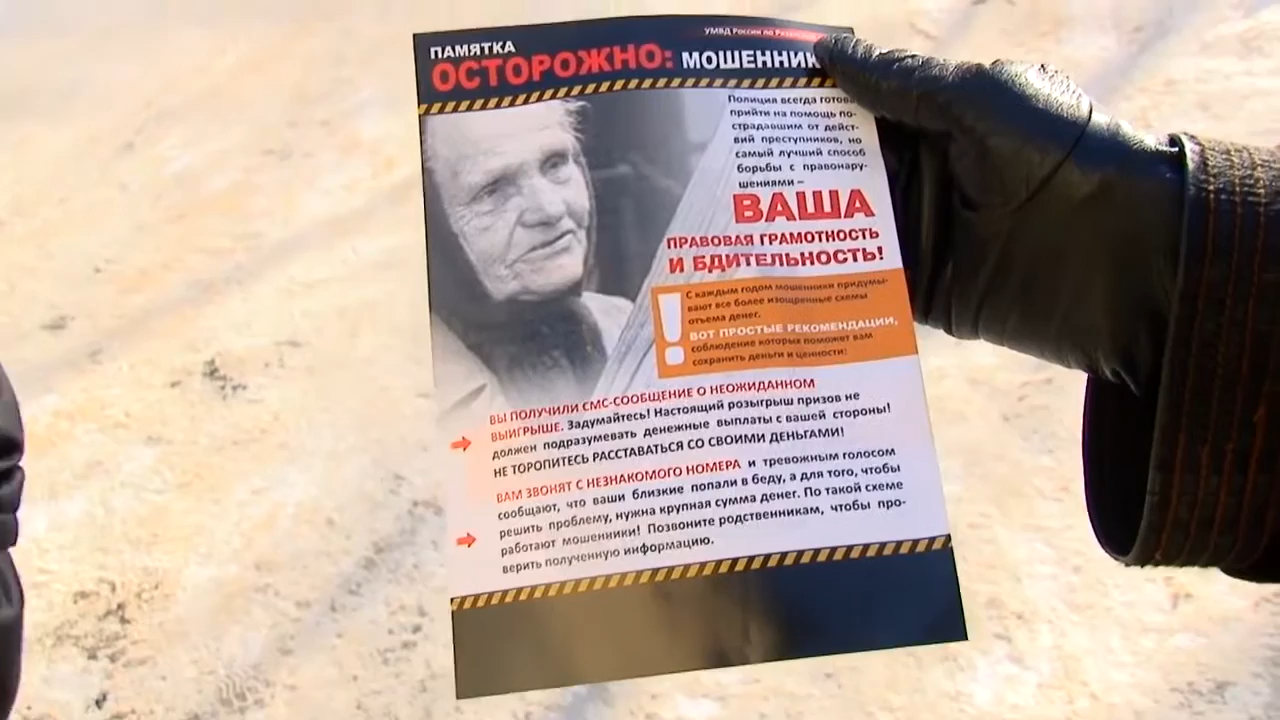 УМВД России по
ПАМЯТКА
ОСТОРОЖНО: МОШЕННИК
Полиция всегда готова
прийти на помощь по-
страдавшим от дейст-
вий преступников, но
самый лучший способ
борьбы с правонару-
шениями –
ВАША
ПРАВОВАЯ ГРАМОТНОСТЬ
И БДИТЕЛЬНОСТЬ!
! С каждым годом мошенники придумы-
вают все более изощренные схемы
отъема денег.
ВОТ ПРОСТЫЕ РЕКОМЕНДАЦИИ,
соблюдение которых поможет вам
сохранить деньги и ценности:
ВЫ ПОЛУЧИЛИ СМС-СООБЩЕНИЕ О НЕОЖИДАННОМ
ВЫИГРЫШЕ. Задумайтесь! Настоящий розыгрыш призов не
должен подразумевать денежные выплаты с вашей стороны!
НЕ ТОРОПИТЕСЬ РАССТАВАТЬСЯ СО СВОИМИ ДЕНЬГАМИ!
ВАМ ЗВОНЯТ С НЕЗНАКОМОГО НОМЕРА и тревожным голосом
сообщают, что ваши близкие попали в беду, а для того, чтобы
решить проблему, нужна крупная сумма денег. По такой схеме
работают мошенники! Позвоните родственникам, чтобы про-
верить полученную информацию.